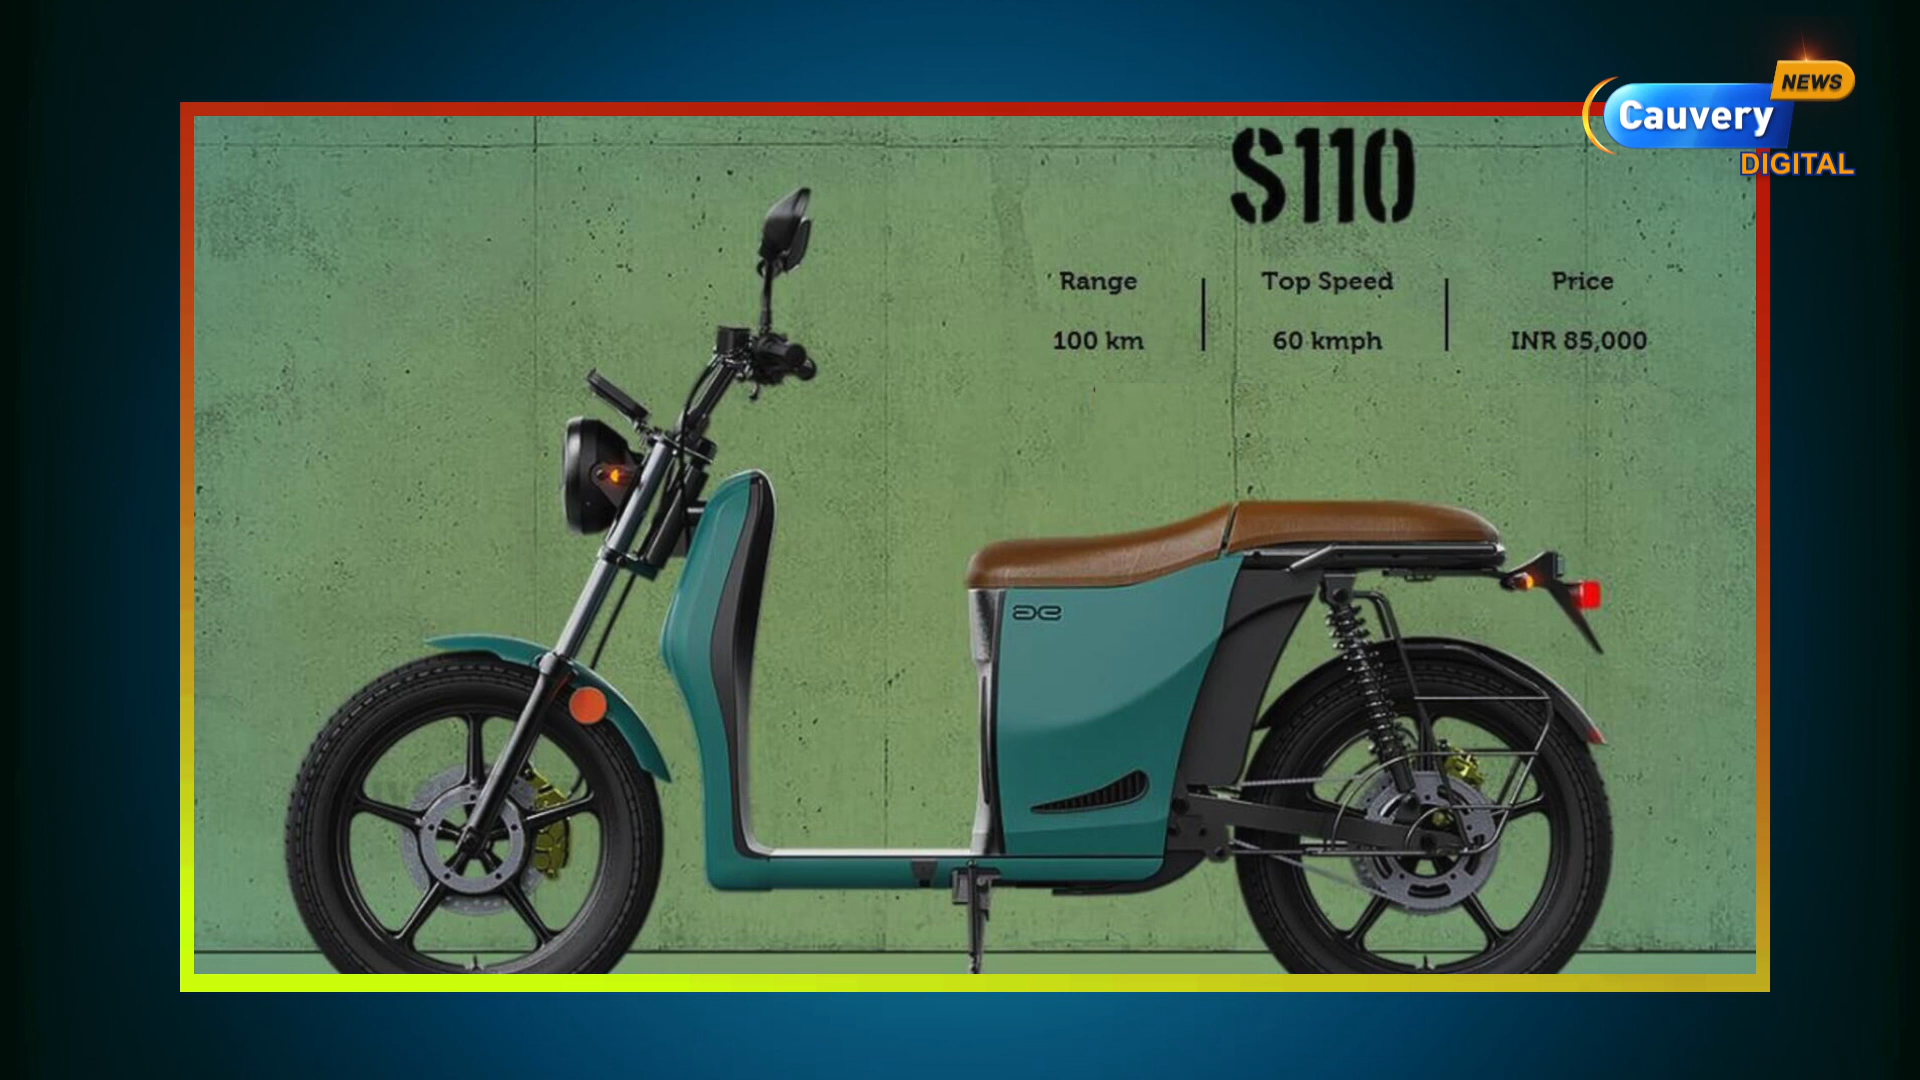 Cauvery
NEWS
DIGITAL
S110
Range
Top Speed
Price
100 km
60 kmph
INR 85,000